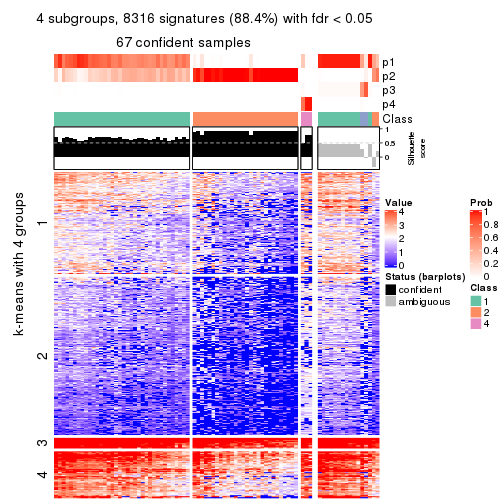 4 subgroups, 8316 signatures (88.4%) with fdr < 0.05
67 confident samples
p1
p2
p3
p4
Class
1
0.5
0
Silhouette
score
k-means with 4 groups
1
2
3
4
Value
4
3
2
1
0
Status (barplots)
confident
ambiguous
Prob
1
0.8
0.6
0.4
0.2
0
Class
1
2
4